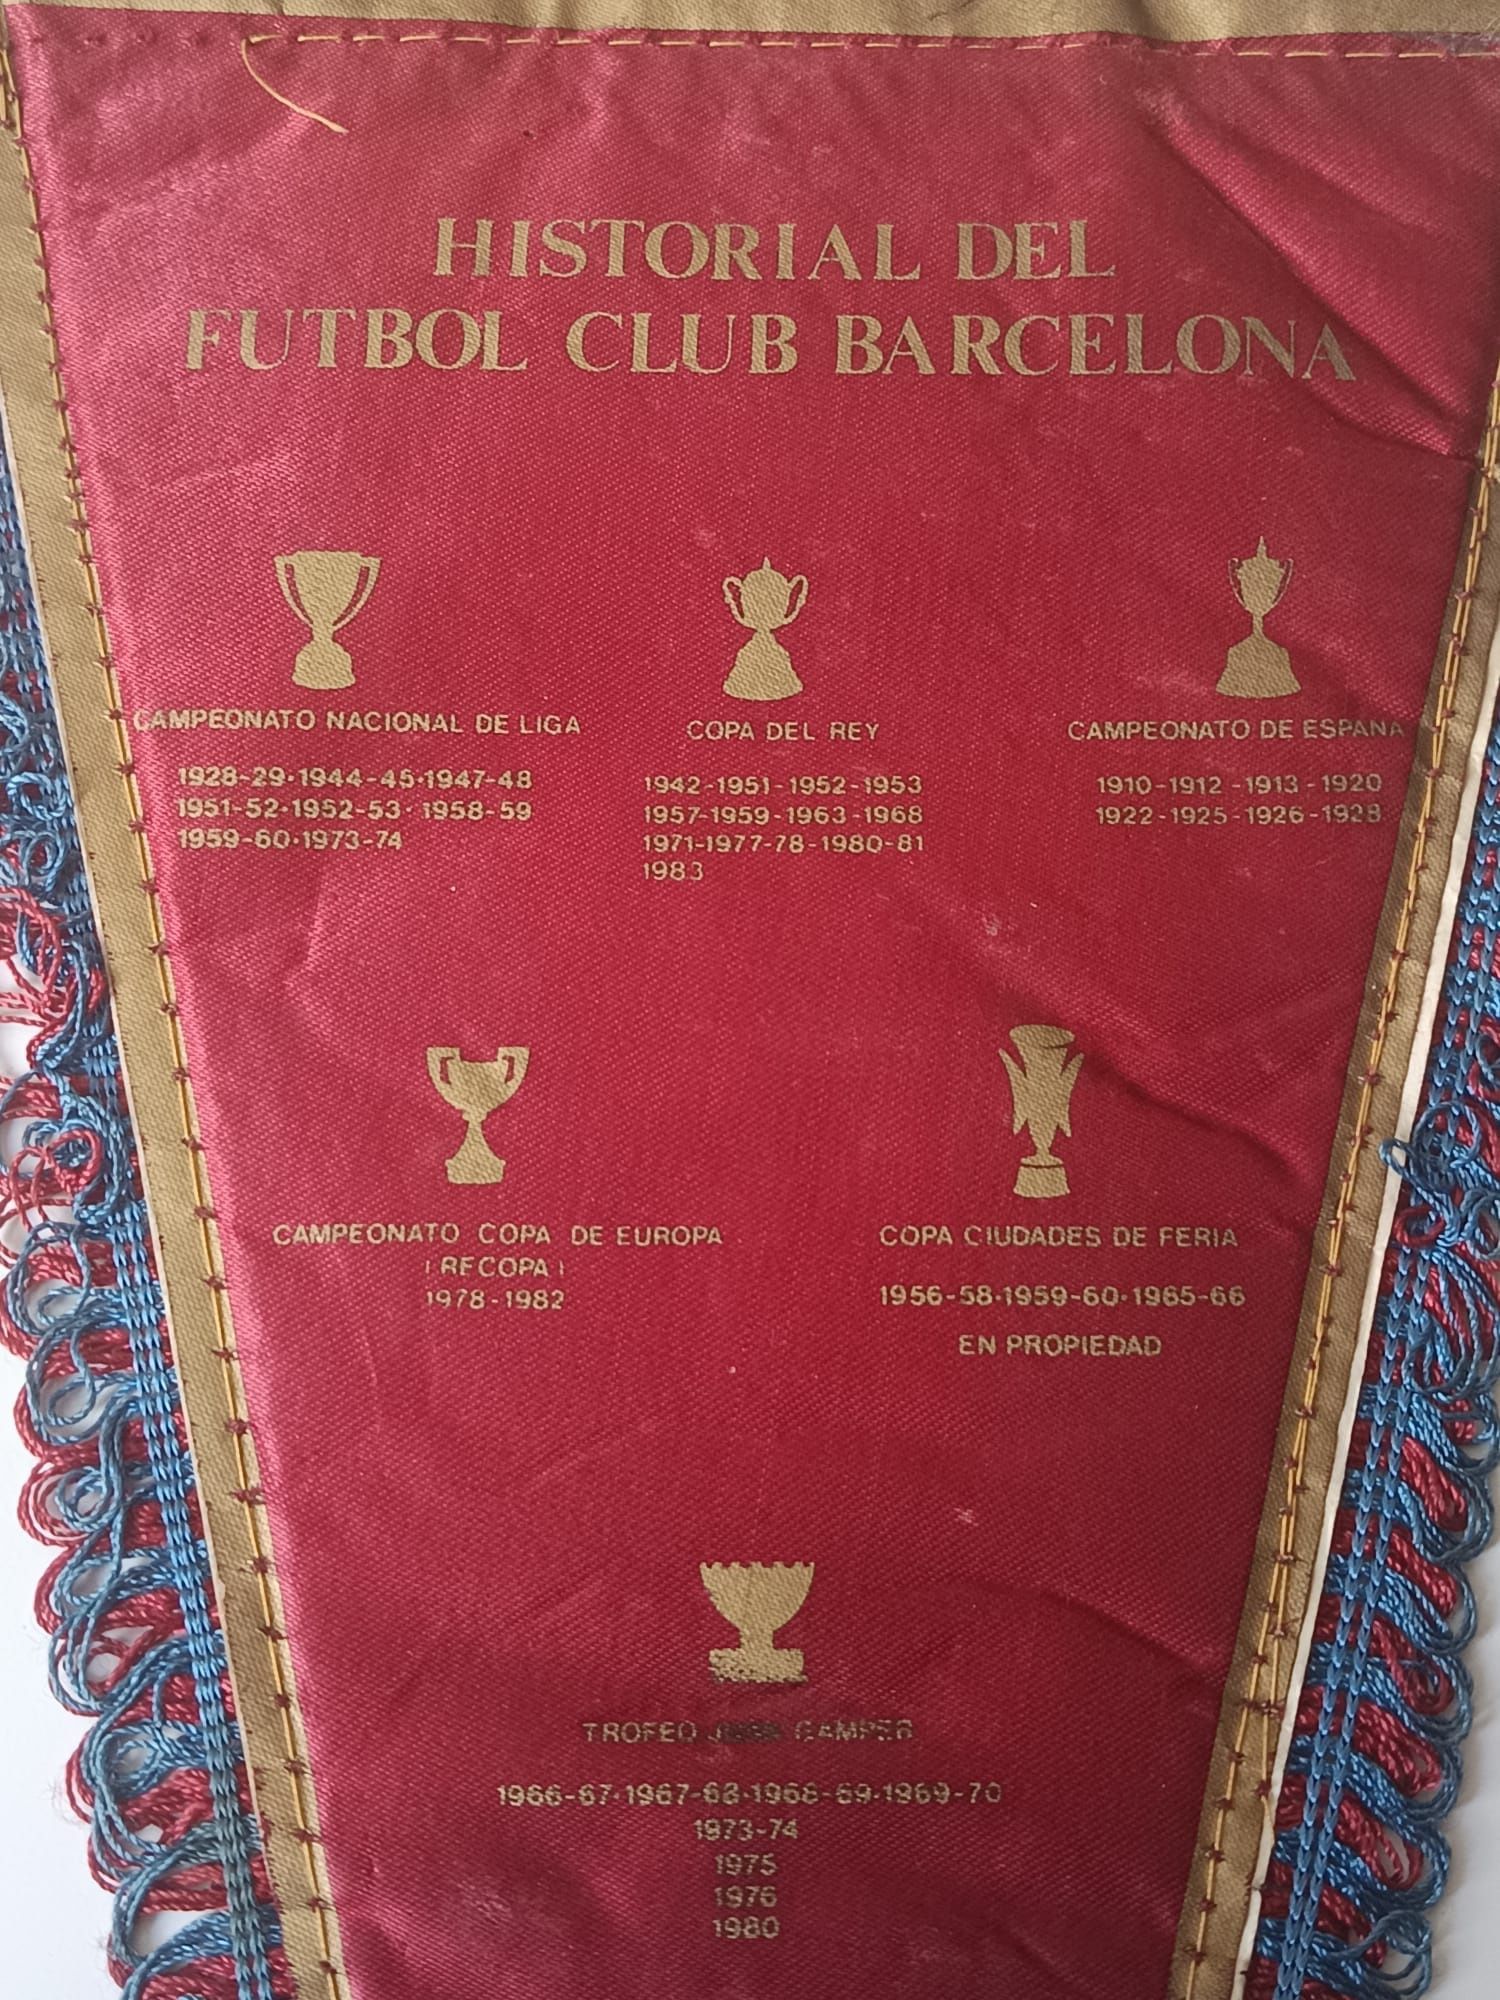 HISTORIAL DEL
FUTBOL CLUB BARCELONA
CAMPEONATO NACIONAL DE LIGA
1928-29·1944-45·1947-48
1951-52·1952-53·1958-59
1959-60·1973-74
COPA DEL REY
1942-1951-1952-1953
1957-1959-1963-1968
1971-1977-78-1980-81
1983
CAMPEONATO DE ESPANA
1910-1912-1913-1920
1922-1925-1926-1928
CAMPEONATO COPA DE EUROPA
(RECOPA)
1978-1982
COPA CIUDADES DE FERIA
1956-58·1959-60·1965-66
EN PROPIEDAD
TROFEO GAMPER
1966-67·1967-68·1968-69·1969-70
1973-74
1975
1976
1980